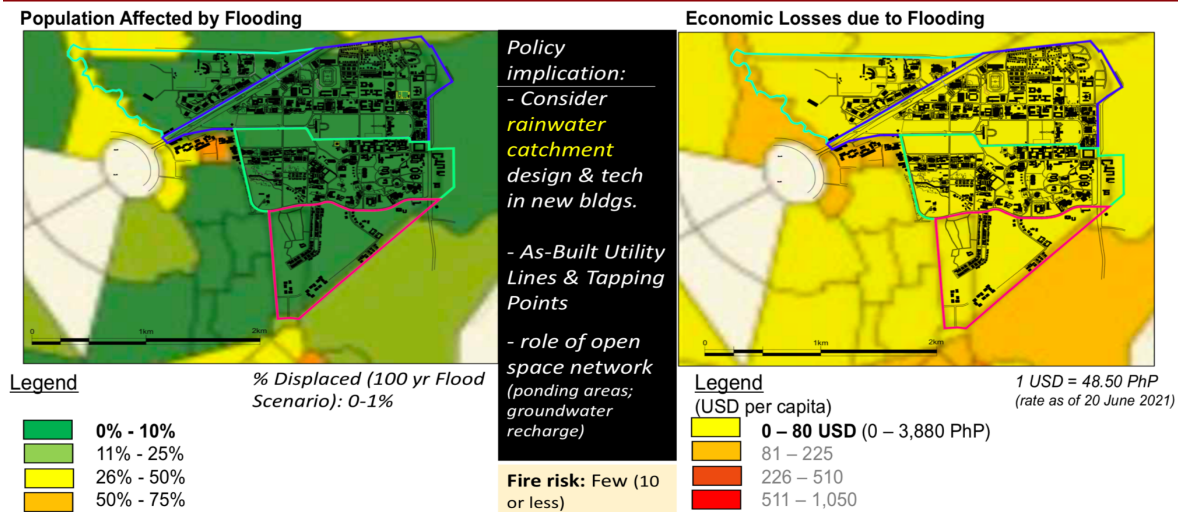 Population Affected by Flooding
0
1km
2km
Legend
% Displaced (100 yr Flood
Scenario): 0-1%
0% - 10%
11% - 25%
26% - 50%
50% - 75%
Policy
implication:
- Consider
rainwater
catchment
design & tech
in new bldgs.
- As-Built Utility
Lines & Tapping
Points
- role of open
space network
(ponding areas;
groundwater
recharge)
Fire risk: Few (10
or less)
Economic Losses due to Flooding
0
1km
2km
Legend
(USD per capita)
1 USD = 48.50 PhP
(rate as of 20 June 2021)
0 – 80 USD (0 – 3,880 PhP)
81 – 225
226 – 510
511 – 1,050